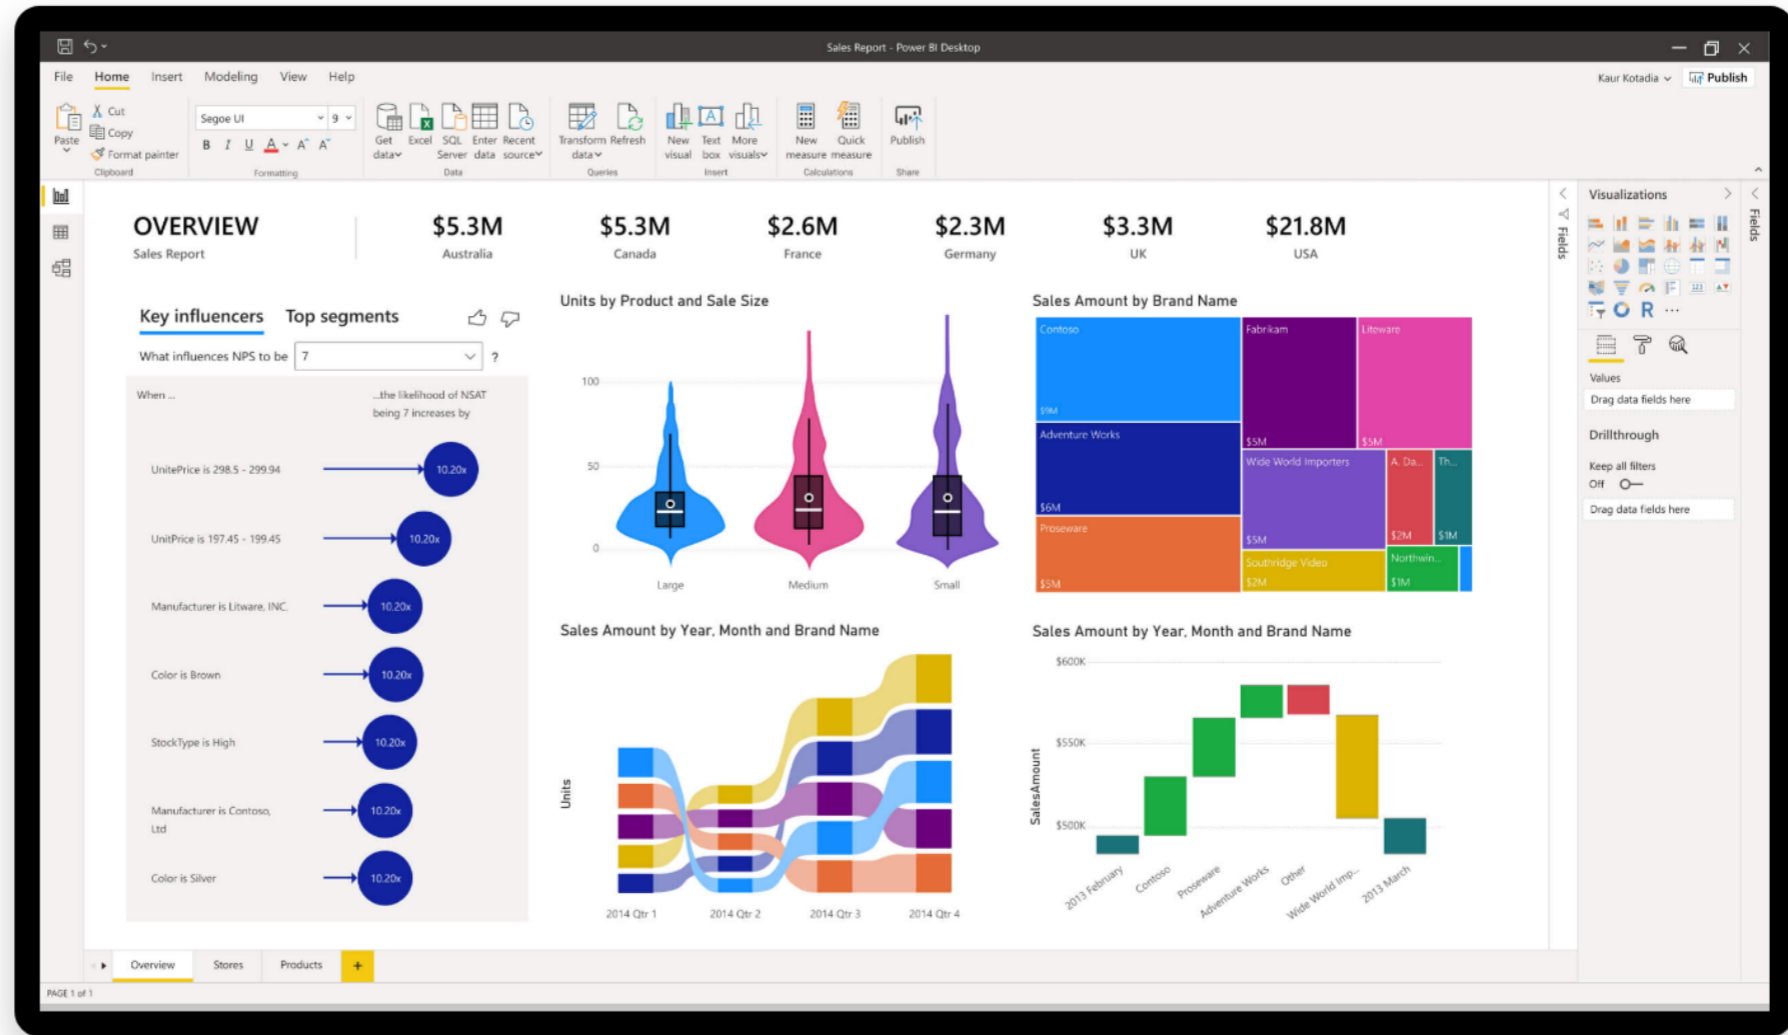 Sales Report - Power BI Desktop
File Home Insert Modeling View Help
Kaur Kotadia Publish
Paste
Cut
Copy
Format painter
Clipboard
Segoe UI 9
B I U A A A
Formatting
Get data
Excel
SQL Server
Enter data
Recent source
Data
Transform data
Refresh
Queries
New visual
Text box
More visuals
Insert
New measure
Quick measure
Calculations
Publish
Share
OVERVIEW
Sales Report
$5.3M
Australia
$5.3M
Canada
$2.6M
France
$2.3M
Germany
$3.3M
UK
$21.8M
USA
Key influencers Top segments
What influences NPS to be 7 ?
When ...
...the likelihood of NSAT
being 7 increases by
UnitePrice is 298.5 - 299.94 10.20x
UnitPrice is 197.45 - 199.45 10.20x
Manufacturer is Litware, INC. 10.20x
Color is Brown 10.20x
StockType is High 10.20x
Manufacturer is Contoso,
Ltd
10.20x
Color is Silver 10.20x
Units by Product and Sale Size
100
50
0
Large Medium Small
Sales Amount by Brand Name
Contoso
$9M
Adventure Works
$6M
Proseware
$5M
Fabrikam
$5M
Liteware
$5M
Wide World Importers
$5M
A. Da...
$2M
Th...
$1M
Southridge Video
$2M
Northwin...
$1M
Sales Amount by Year, Month and Brand Name
Units
2014 Qtr 1 2014 Qtr 2 2014 Qtr 3 2014 Qtr 4
Sales Amount by Year, Month and Brand Name
SalesAmount
$600K
$550K
$500K
2013 February Contoso Proseware Adventure Works Other Wide World Imp... 2013 March
Fields
Visualizations
123
R ...
Values
Drag data fields here
Drillthrough
Keep all filters
Off
Drag data fields here
Fields
Overview Stores Products +
PAGE 1 of 1